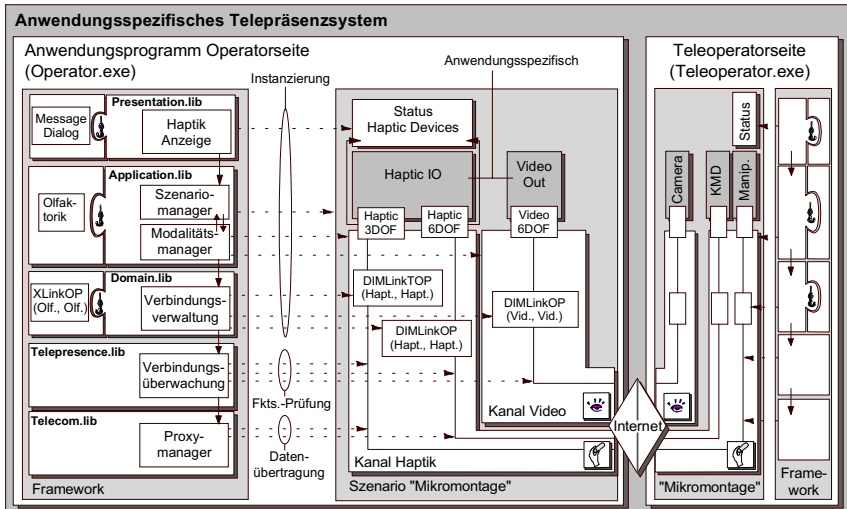 Anwendungsspezifisches Telepräsenzsystem
Anwendungsprogramm Operatorseite
(Operator.exe)
Instanzierung
Anwendungsspezifisch
Teleoperatorseite
(Teleoperator.exe)
Presentation.lib
Message
Dialog
Haptik
Anzeige
Application.lib
Olfak-
torik
Szenario-
manager
Modalitäts-
manager
Domain.lib
XLinkOP
(Olf., Olf.)
Verbindungs-
verwaltung
Telepresence.lib
Verbindungs-
überwachung
Telecom.lib
Proxy-
manager
Framework
Fkts.-Prüfung
Daten-
übertragung
Status
Haptic Devices
Haptic IO
Video
Out
Haptic
3DOF
Haptic
6DOF
Video
6DOF
DIMLinkTOP
(Hapt., Hapt.)
DIMLinkOP
(Hapt., Hapt.)
DIMLinkOP
(Vid., Vid.)
Kanal Video
Kanal Haptik
Szenario "Mikromontage"
Internet
Status
Camera
KMD
Manip.
"Mikromontage"
Frame-
work